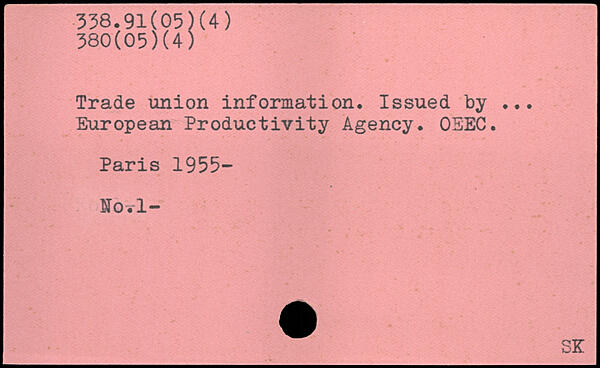 338.91(05)(4)
380(05)(4)
Trade union information. Issued by ...
European Productivity Agency. OEEC.
Paris 1955-
No.1-
SK